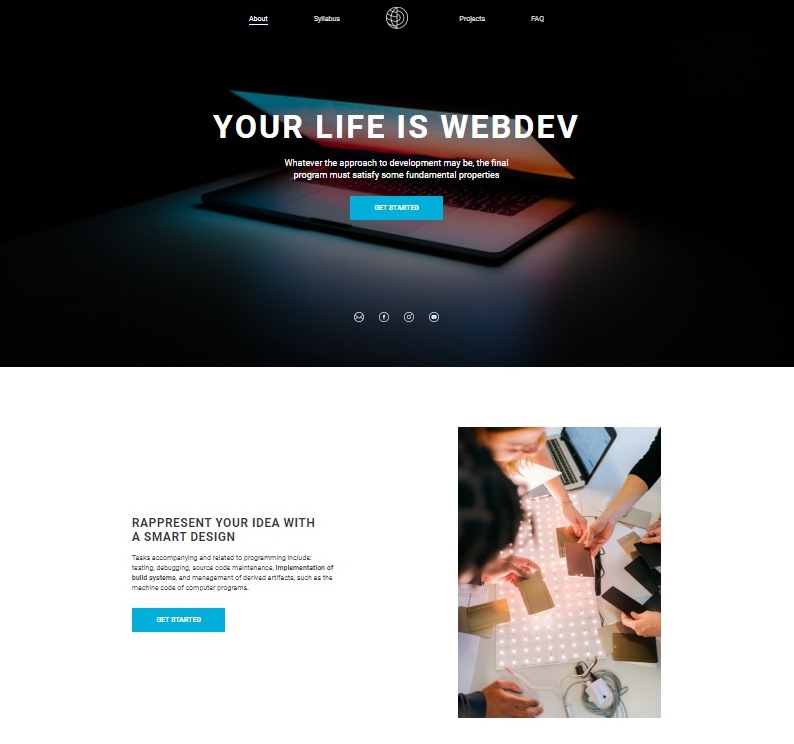 About Syllabus Projects FAQ
YOUR LIFE IS WEBDEV
Whatever the approach to development may be, the final
program must satisfy some fundamental properties
GET STARTED
RAPPRESENT YOUR IDEA WITH
A SMART DESIGN
Tasks accompanying and related to programming include:
testing, debugging, source code maintenance, implementation of
build systems, and management of derived artifacts, such as the
machine code of computer programs.
GET STARTED